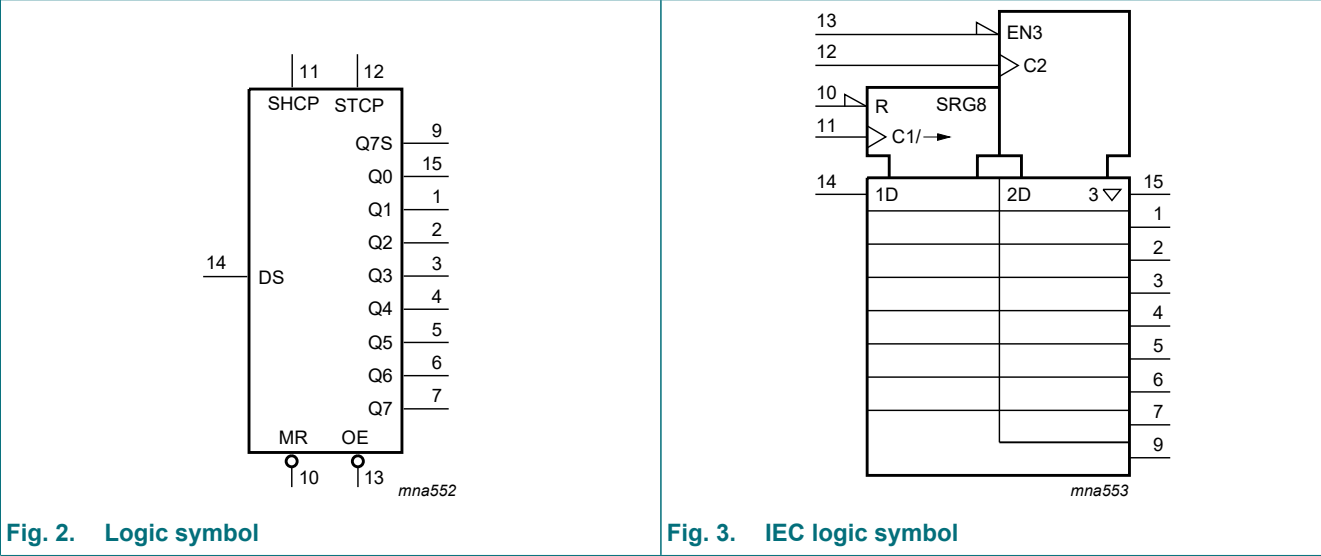 11 12
SHCP STCP
Q7S 9
Q0 15
Q1 1
Q2 2
14 DS Q3 3
Q4 4
Q5 5
Q6 6
Q7 7
MR OE
10 13
mna552
Fig. 2. Logic symbol
13 EN3
12 C2
10 R SRG8
11 C1/→
14 1D 2D 3 ▽ 15
1
2
3
4
5
6
7
9
mna553
Fig. 3. IEC logic symbol